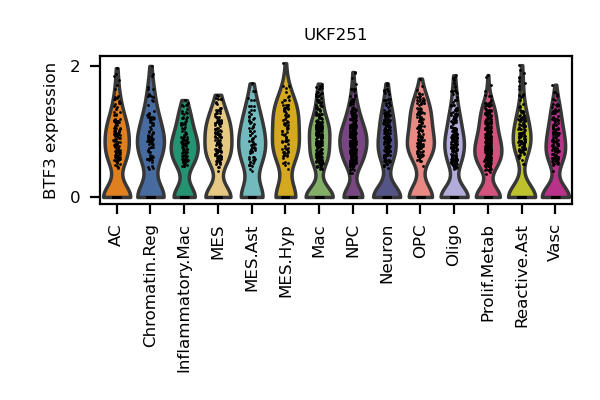 UKF251
BTF3 expression
2
0
AC
Chromatin.Reg
Inflammatory.Mac
MES
MES.Ast
MES.Hyp
Mac
NPC
Neuron
OPC
Oligo
Prolif.Metab
Reactive.Ast
Vasc